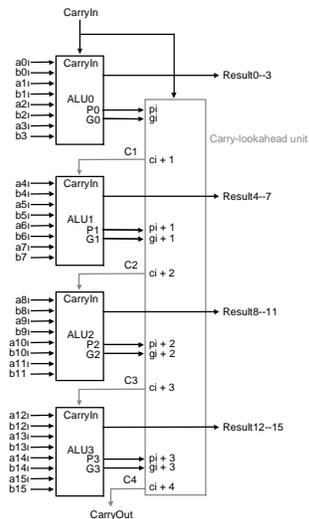 CarryIn
a0 CarryIn
b0
a1 Result0--3
b1
a2 ALU0
b2 P0 pi
a3 G0 gi
b3
Carry-lookahead unit
C1
ci + 1
a4 CarryIn
b4
a5 Result4--7
b5
a6 ALU1
b6 P1 pi + 1
a7 G1 gi + 1
b7
C2
ci + 2
a8 CarryIn
b8
a9 Result8--11
b9
a10 ALU2
b10 P2 pi + 2
a11 G2 gi + 2
b11
C3
ci + 3
a12 CarryIn
b12
a13 Result12--15
b13
a14 ALU3
b14 P3 pi + 3
a15 G3 gi + 3
b15
C4
ci + 4
CarryOut